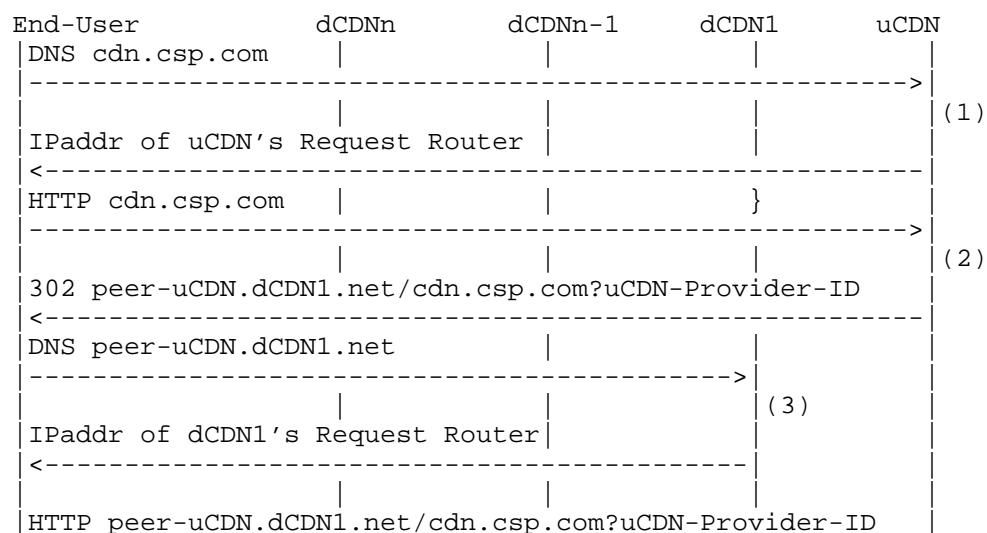 End-User dCDNn dCDNn-1 dCDN1 uCDN
|DNS cdn.csp.com | | | |
|------------------------------------------------------->|
| | | | |(1)
|IPaddr of uCDN's Request Router | | |
|<-------------------------------------------------------|
|HTTP cdn.csp.com | | } |
|------------------------------------------------------->|
| | | | |(2)
|302 peer-uCDN.dCDN1.net/cdn.csp.com?uCDN-Provider-ID |
|<-------------------------------------------------------|
|DNS peer-uCDN.dCDN1.net | | |
|-------------------------------------------->| |
| | | |(3) |
|IPaddr of dCDN1's Request Router| | |
|<--------------------------------------------| |
| | | | |
|HTTP peer-uCDN.dCDN1.net/cdn.csp.com?uCDN-Provider-ID |